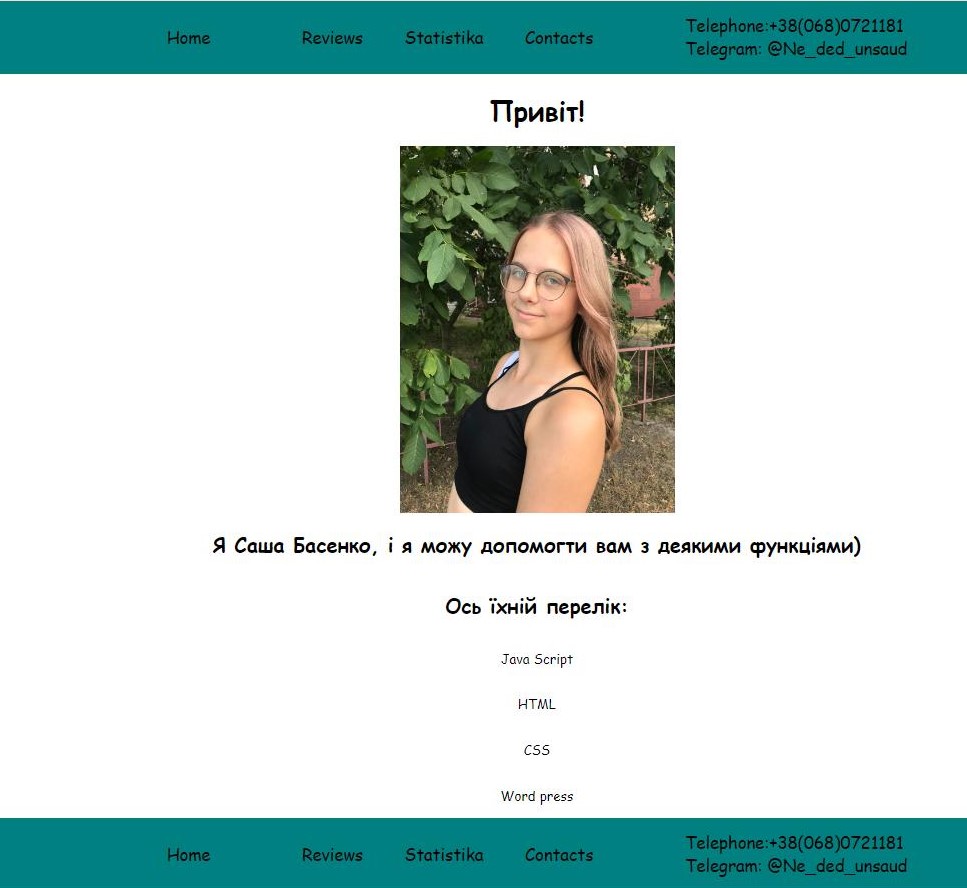 Home Reviews Statistika Contacts Telephone:+38(068)0721181
Telegram: @Ne_ded_unsaud
Привіт!
Я Саша Басенко, і я можу допомогти вам з деякими функціями)
Ось їхній перелік:
Java Script
HTML
CSS
Word press
Home Reviews Statistika Contacts Telephone:+38(068)0721181
Telegram: @Ne_ded_unsaud